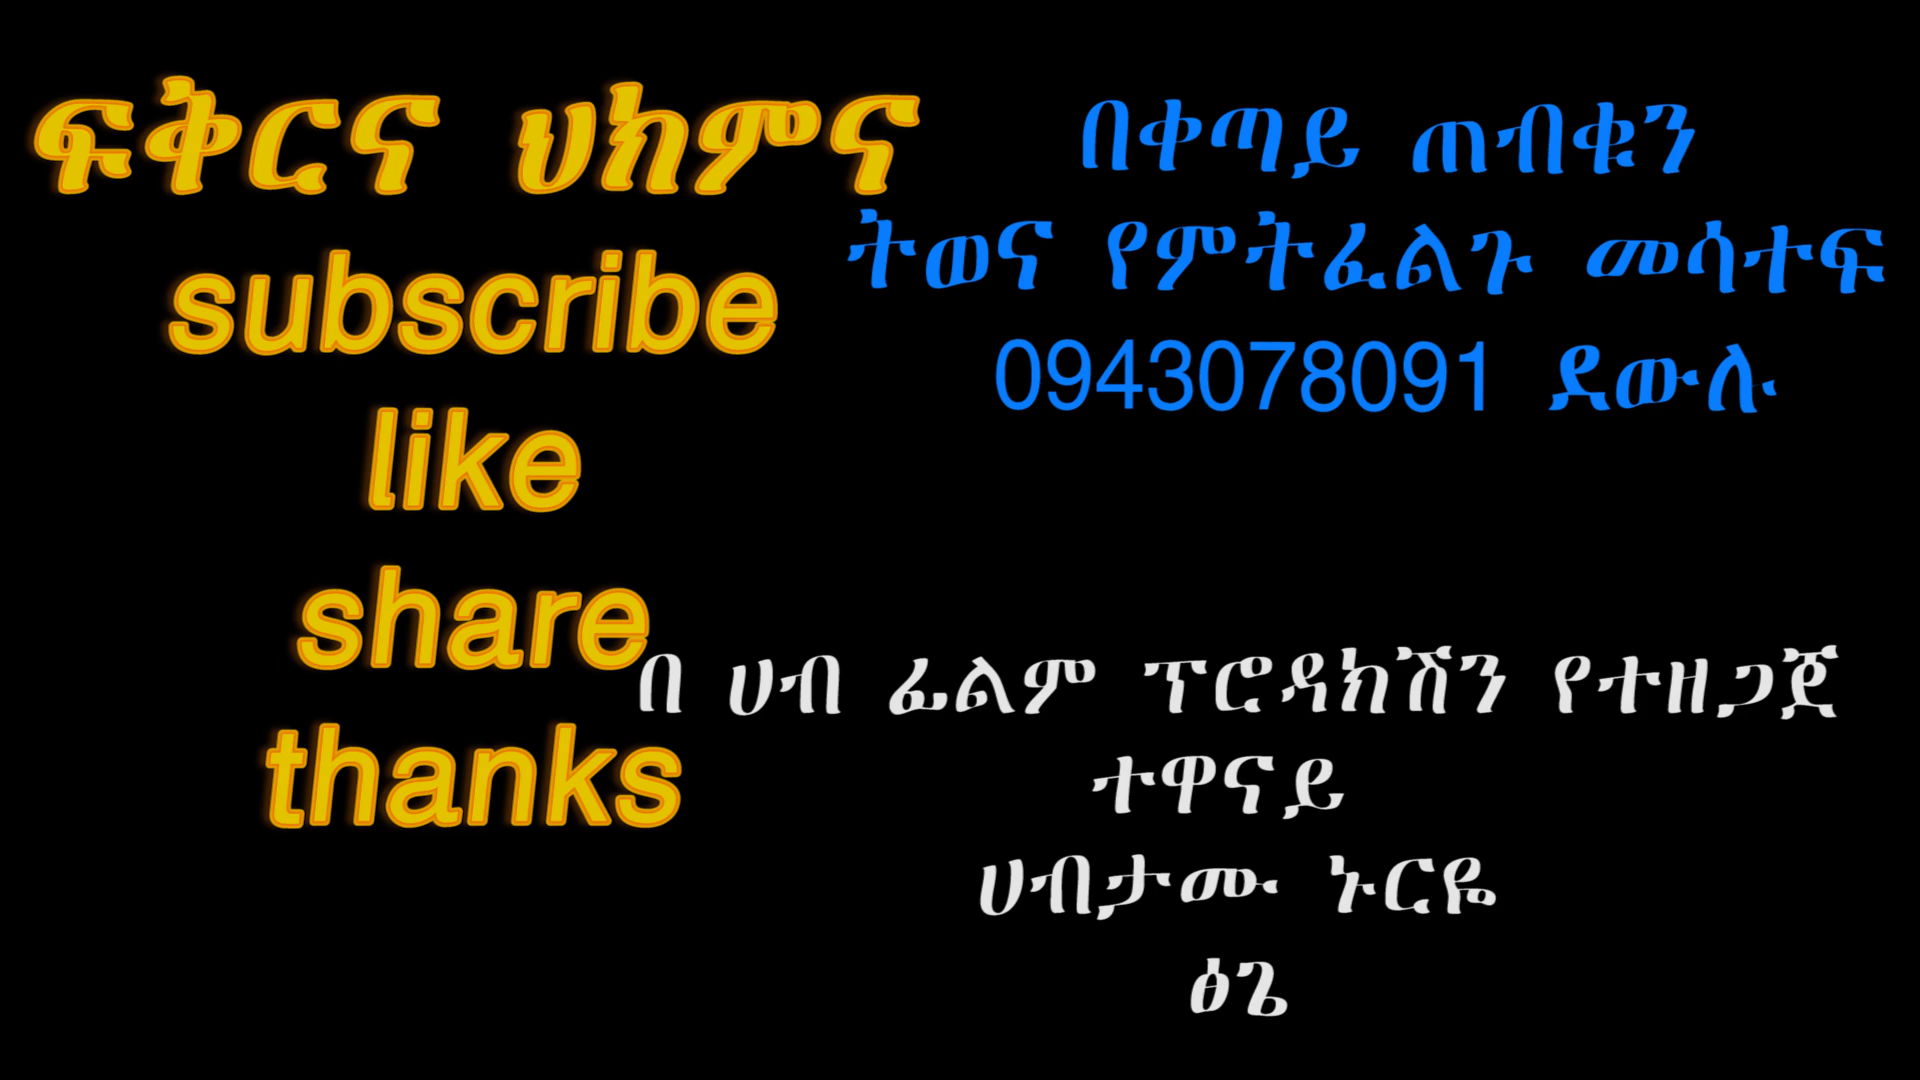 ፍቅርና ህክምና
subscribe
like
share
thanks
በቀጣይ ጠብቁን
ትወና የምትፈልጉ መሳተፍ
0943078091 ደውሉ
በ ሀብ ፊልም ፕሮዳክሽን የተዘጋጀ
ተዋናይ
ሀብታሙ ኑርዬ
ፅጌ